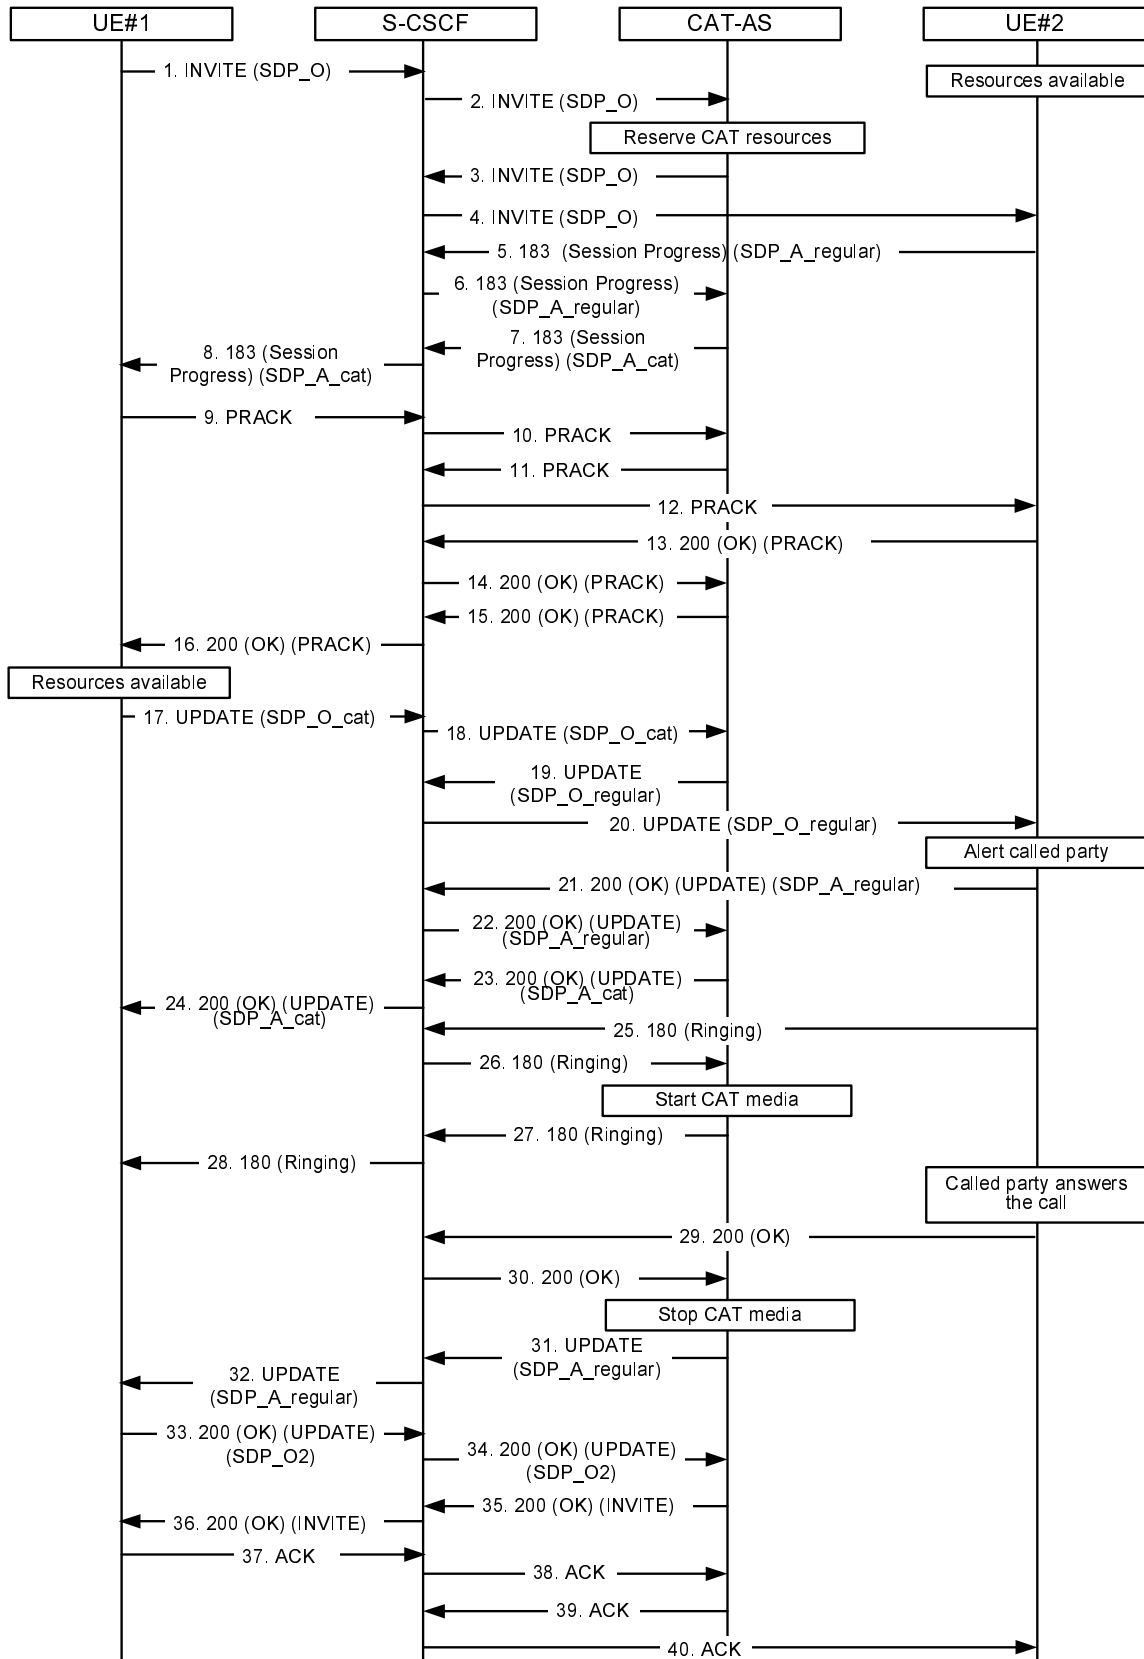 UE#1
S-CSCF
CAT-AS
UE#2
1. INVITE (SDP_O)
Resources available
2. INVITE (SDP_O)
Reserve CAT resources
3. INVITE (SDP_O)
4. INVITE (SDP_O)
5. 183  (Session Progress) (SDP_A_regular)
6. 183 (Session Progress)
(SDP_A_regular)
7. 183 (Session
Progress) (SDP_A_cat)
8. 183 (Session
Progress) (SDP_A_cat)
9. PRACK
10. PRACK
11. PRACK
12. PRACK
13. 200 (OK) (PRACK)
14. 200 (OK) (PRACK)
15. 200 (OK) (PRACK)
16. 200 (OK) (PRACK)
Resources available
17. UPDATE (SDP_O_cat)
18. UPDATE (SDP_O_cat)
19. UPDATE
(SDP_O_regular)
20. UPDATE (SDP_O_regular)
Alert called party
21. 200 (OK) (UPDATE) (SDP_A_regular)
22. 200 (OK) (UPDATE)
(SDP_A_regular)
23. 200 (OK) (UPDATE)
(SDP_A_cat)
24. 200 (OK) (UPDATE)
(SDP_A_cat)
25. 180 (Ringing)
26. 180 (Ringing)
Start CAT media
27. 180 (Ringing)
28. 180 (Ringing)
Called party answers
the call
29. 200 (OK)
30. 200 (OK)
Stop CAT media
31. UPDATE
(SDP_A_regular)
32. UPDATE
(SDP_A_regular)
33. 200 (OK) (UPDATE)
(SDP_O2)
34. 200 (OK) (UPDATE)
(SDP_O2)
35. 200 (OK) (INVITE)
36. 200 (OK) (INVITE)
37. ACK
38. ACK
39. ACK
40. ACK